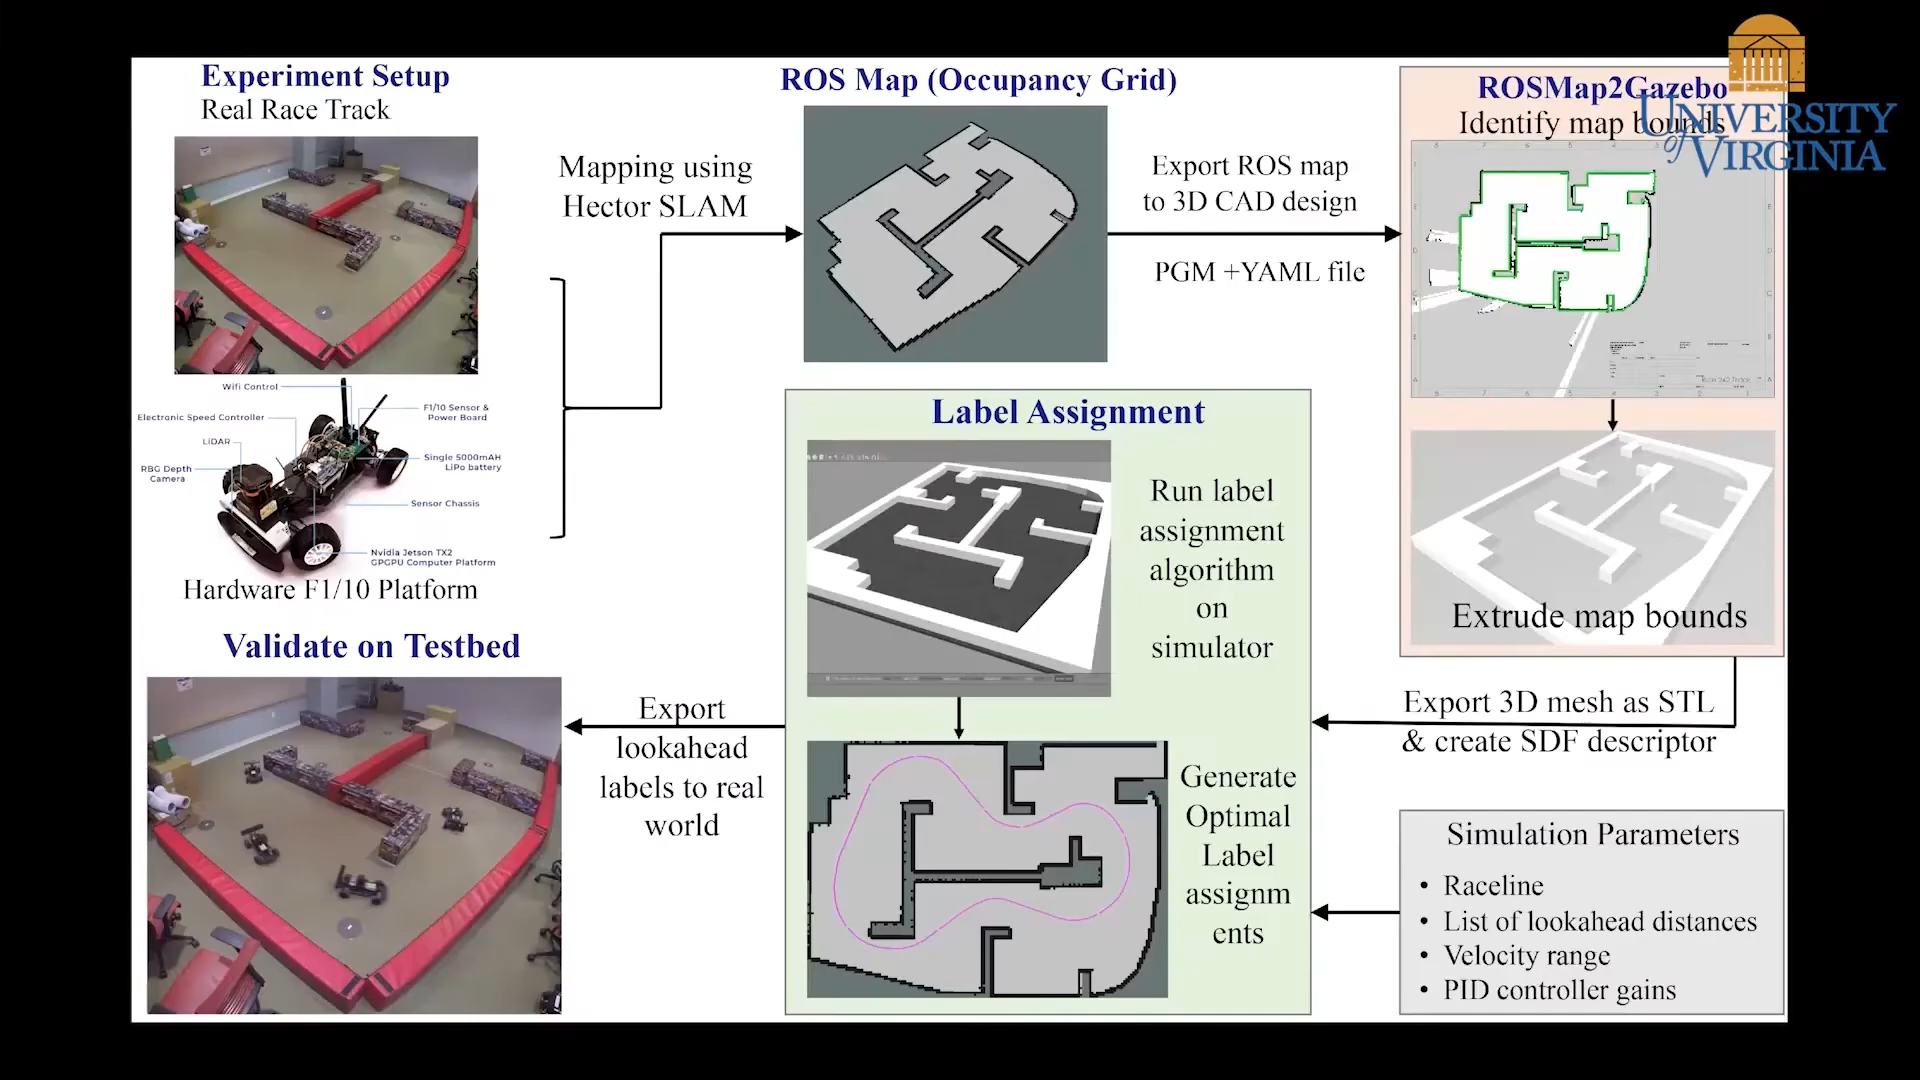 Experiment Setup
Real Race Track
Wifi Control
Electronic Speed Controller
LiDAR
RBG Depth
Camera
F1/10 Sensor &
Power Board
Single 5000mAH
LiPo battery
Sensor Chassis
Nvidia Jetson TX2
GPGPU Computer Platform
Hardware F1/10 Platform
Mapping using
Hector SLAM
ROS Map (Occupancy Grid)
Export ROS map
to 3D CAD design
PGM +YAML file
ROSMap2Gazebo
Identify map bounds
UNIVERSITY
of VIRGINIA
Extrude map bounds
Export 3D mesh as STL
& create SDF descriptor
Simulation Parameters
• Raceline
• List of lookahead distances
• Velocity range
• PID controller gains
Label Assignment
Run label
assignment
algorithm
on
simulator
Generate
Optimal
Label
assignm
ents
Export
lookahead
labels to real
world
Validate on Testbed